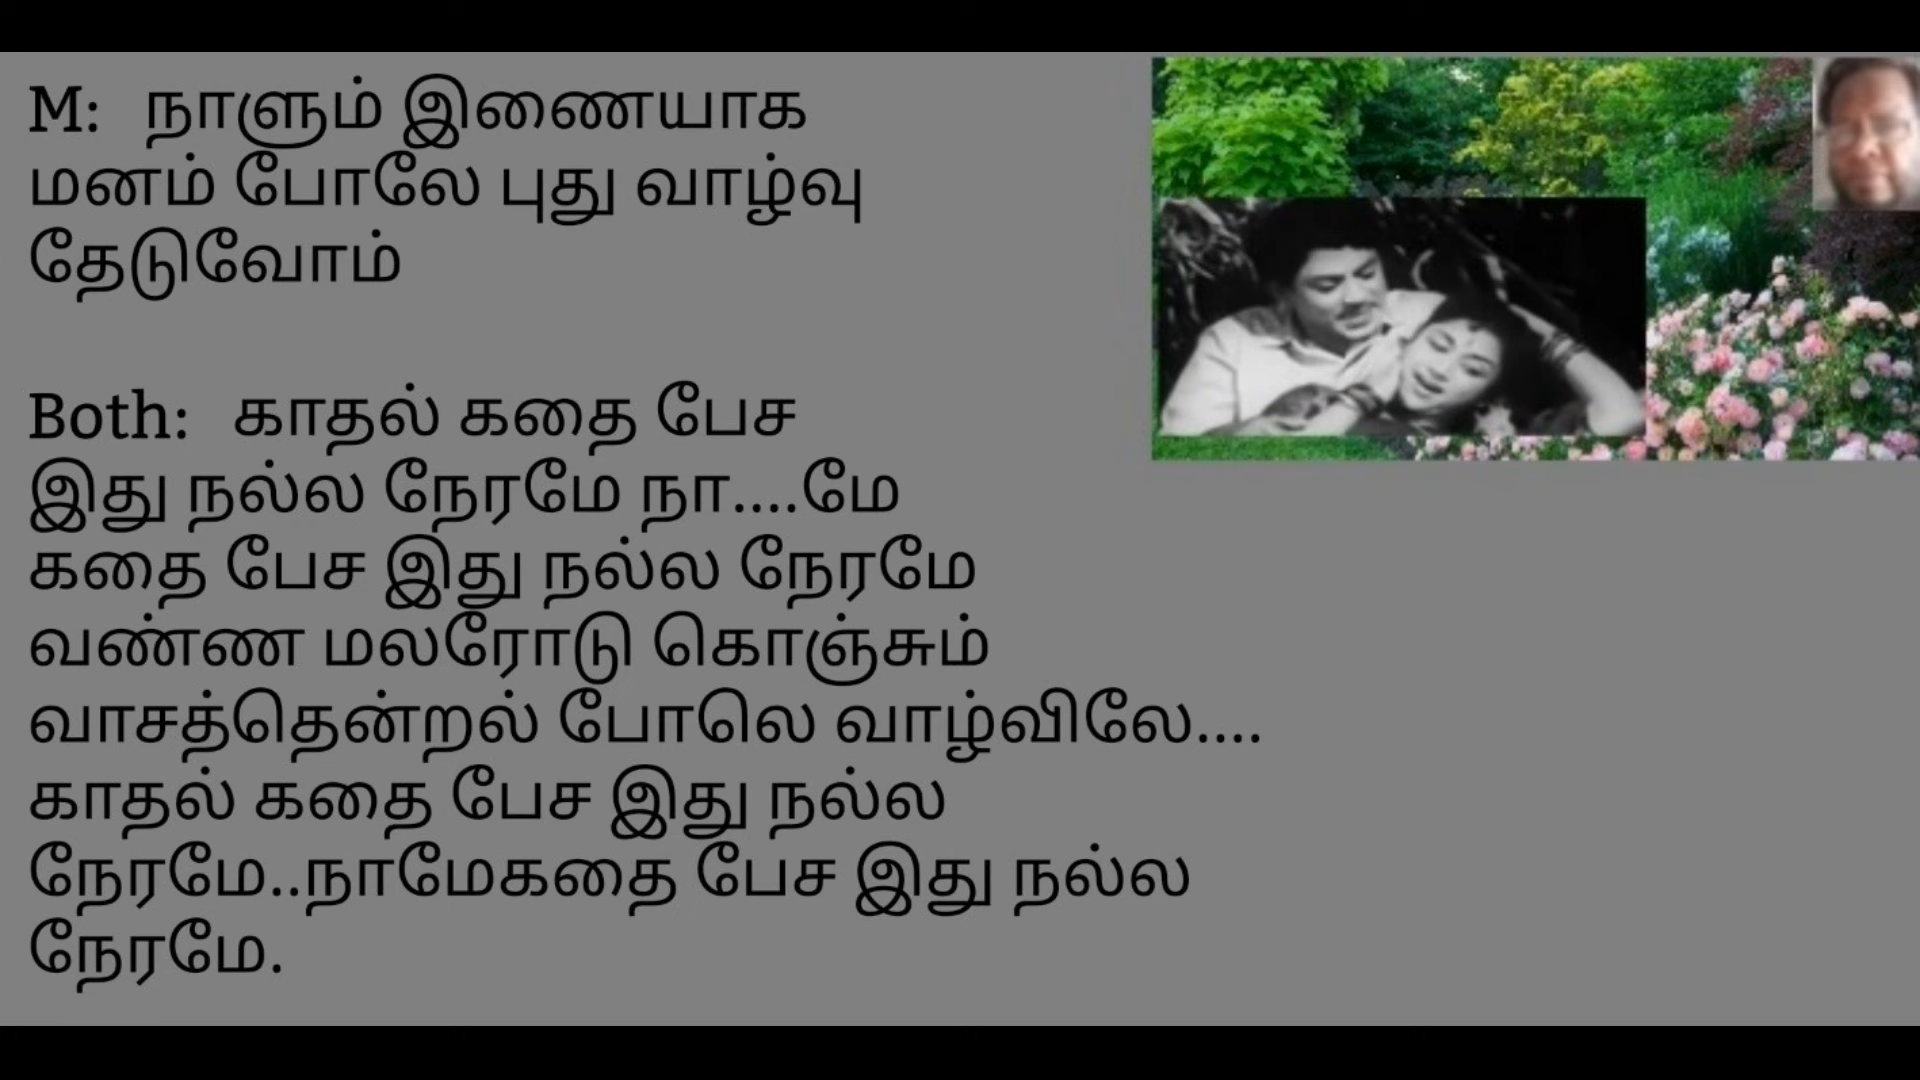 M: நாளும் இணையாக
மனம் போலே புது வாழ்வு
தேடுவோம்
Both: காதல் கதை பேச
இது நல்ல நேரமே நா....மே
கதை பேச இது நல்ல நேரமே
வண்ண மலரோடு கொஞ்சும்
வாசத்தென்றல் போலெ வாழ்விலே....
காதல் கதை பேச இது நல்ல
நேரமே..நாமேகதை பேச இது நல்ல
நேரமே.